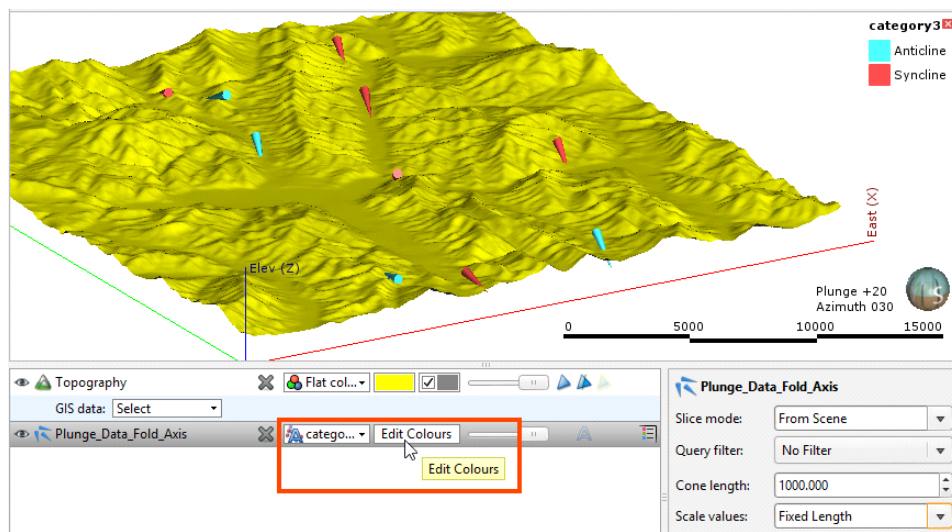 category3
Anticline
Syncline
East (X)
Elev (Z)
Plunge +20
Azimuth 030
0 5000 10000 15000
S
Topography Flat col...
GIS data: Select
Plunge_Data_Fold_Axis catego... Edit Colours
Edit Colours
Plunge_Data_Fold_Axis
Slice mode: From Scene
Query filter: No Filter
Cone length: 1000.000
Scale values: Fixed Length